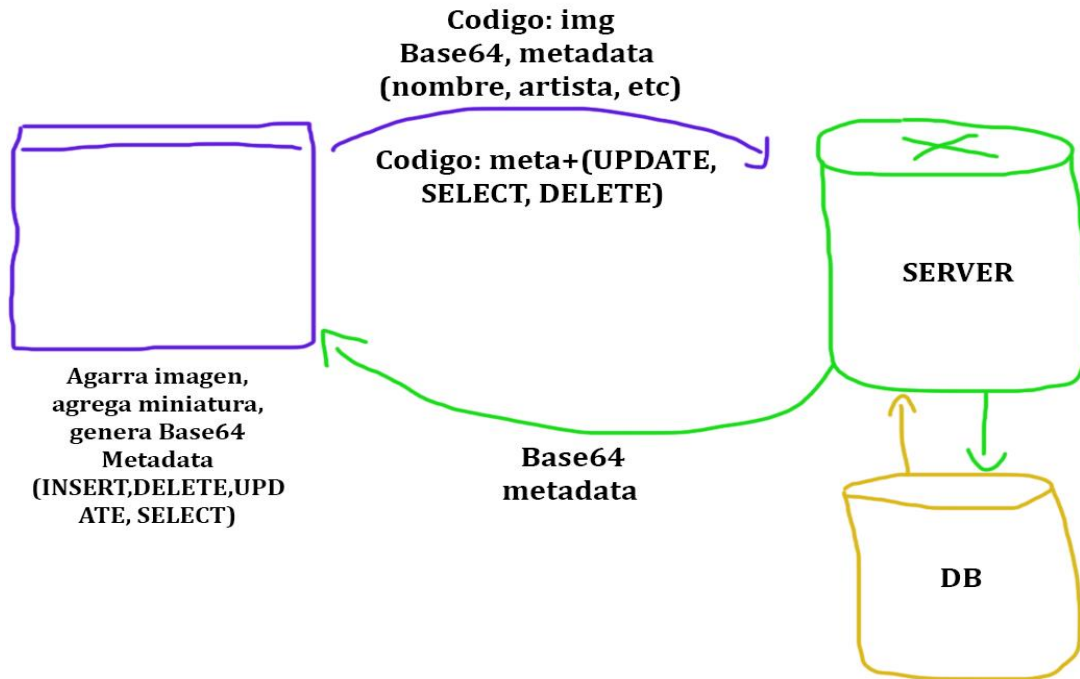 Codigo: img
Base64, metadata
(nombre, artista, etc)
Codigo: meta+(UPDATE,
SELECT, DELETE)
SERVER
Agarra imagen,
agrega miniatura,
genera Base64
Metadata
(INSERT,DELETE,UPD
ATE, SELECT)
Base64
metadata
DB